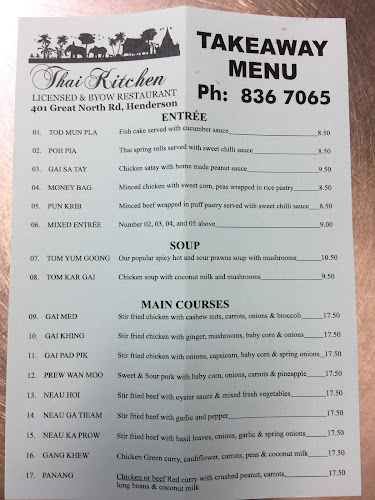 Thai Kitchen
LICENSED & BYOW RESTAURANT
401 Great North Rd, Henderson
TAKEAWAY
MENU
Ph: 836 7065
ENTRÉE
01. TOD MUN PLA Fish cake served with cucumber sauce 8.50
02. POH PIA Thai spring rolls served with sweet chilli sauce 8.50
03. GAI SA TAY Chicken satay with home made peanut sauce 9.50
04. MONEY BAG Minced chicken with sweet corn, peas wrapped in rice pastry 8.50
05. PUN KRIB Minced beef wrapped in puff pastry served with sweet chilli sauce 8.50
06. MIXED ENTRÉE Number 02, 03, 04, and 05 above 9.00
SOUP
07. TOM YUM GOONG Our popular spicy hot and sour prawns soup with mushrooms 10.50
08. TOM KAR GAI Chicken soup with coconut milk and mushrooms 9.50
MAIN COURSES
09. GAI MED Stir fried chicken with cashew nuts, carrots, onions & broccoli 17.50
10. GAI KHING Stir fried chicken with ginger, mushrooms, baby corn & onions 17.50
11. GAI PAD PIK Stir fried chicken with onions, capsicum, baby corn & spring onions 17.50
12. PREW WAN MOO Sweet & Sour pork with baby corn, onions, carrots & pineapple 17.50
13. NEAU HOI Stir fried beef with oyster sauce & mixed fresh vegetables 17.50
14. NEAU GA TIEAM Stir fried beef with garlic and pepper 17.50
15. NEAU KA PROW Stir fried beef with basil leaves, onions, garlic & spring onions 17.50
16. GANG KHEW Chicken Green curry, cauliflower, carrots, peas & coconut milk 17.50
17. PANANG Chicken or beef Red curry with crushed peanut, carrots, 17.50
long beans & coconut milk